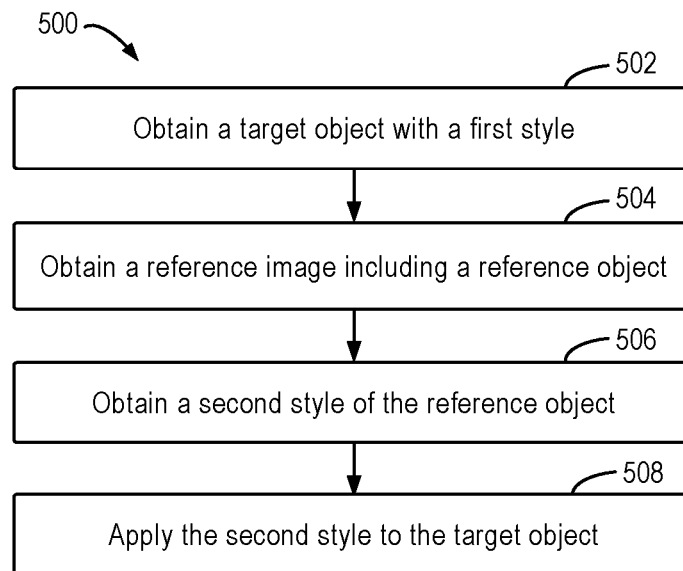 500
502
Obtain a target object with a first style
504
Obtain a reference image including a reference object
506
Obtain a second style of the reference object
508
Apply the second style to the target object